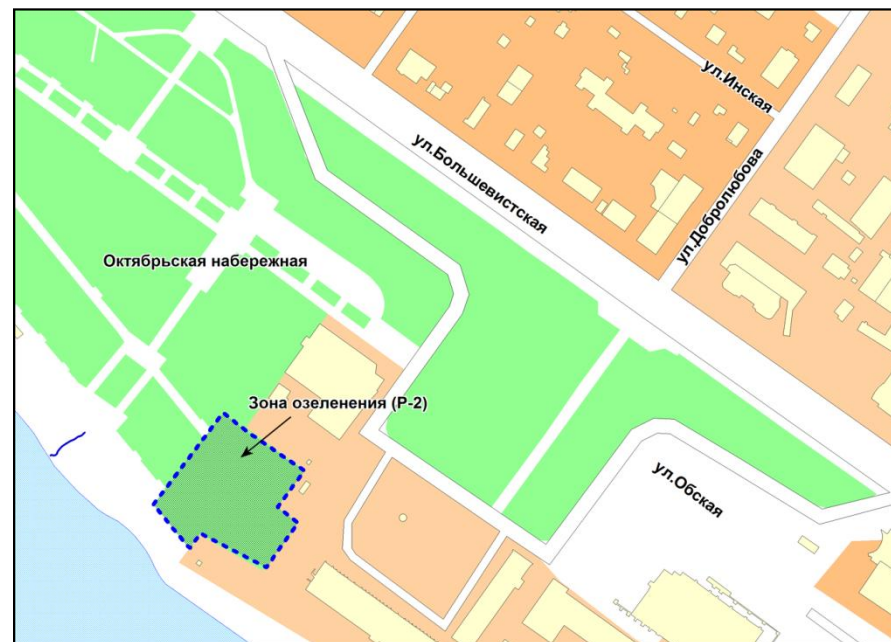 ул.Инская
ул.Большевистская
ул.Добролюбова
Октябрьская набережная
Зона озеленения (Р-2)
ул.Обская